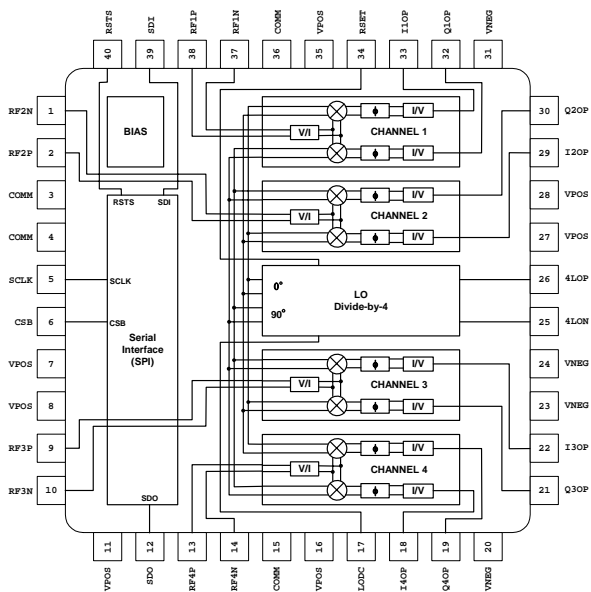 RSTS
SDI
RF1P
RF1N
COMM
VPOS
RSET
I1OP
Q1OP
VNEG
40
39
38
37
36
35
34
33
32
31
RF2N 1
RF2P 2
COMM 3
COMM 4
SCLK 5
CSB 6
VPOS 7
VPOS 8
RF3P 9
RF3N 10
BIAS
RSTS SDI
SCLK
CSB
Serial
Interface
(SPI)
SDO
V/I
ϕ I/V
CHANNEL 1
ϕ I/V
ϕ I/V
V/I
CHANNEL 2
ϕ I/V
0°
90°
LO
Divide-by-4
ϕ I/V
V/I
CHANNEL 3
ϕ I/V
ϕ I/V
V/I
CHANNEL 4
ϕ I/V
30 Q2OP
29 I2OP
28 VPOS
27 VPOS
26 4LOP
25 4LON
24 VNEG
23 VNEG
22 I3OP
21 Q3OP
11
12
13
14
15
16
17
18
19
20
VPOS
SDO
RF4P
RF4N
COMM
VPOS
LODC
I4OP
Q4OP
VNEG